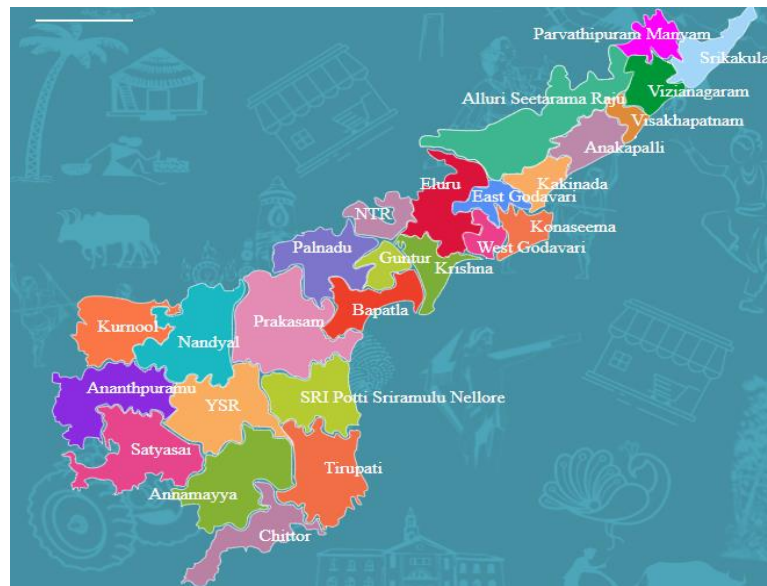 Parvathipuram Manyam
Srikakula
Vizianagaram
Alluri Seetarama Raju
Visakhapatnam
Anakapalli
Eluru
Kakinada
East Godavari
NTR
Konaseema
West Godavari
Palnadu
Guntur
Krishna
Bapatla
Prakasam
Kurnool
Nandyal
Ananthpuramu
YSR
SRI Potti Sriramulu Nellore
Satyasai
Tirupati
Annamayya
Chittor